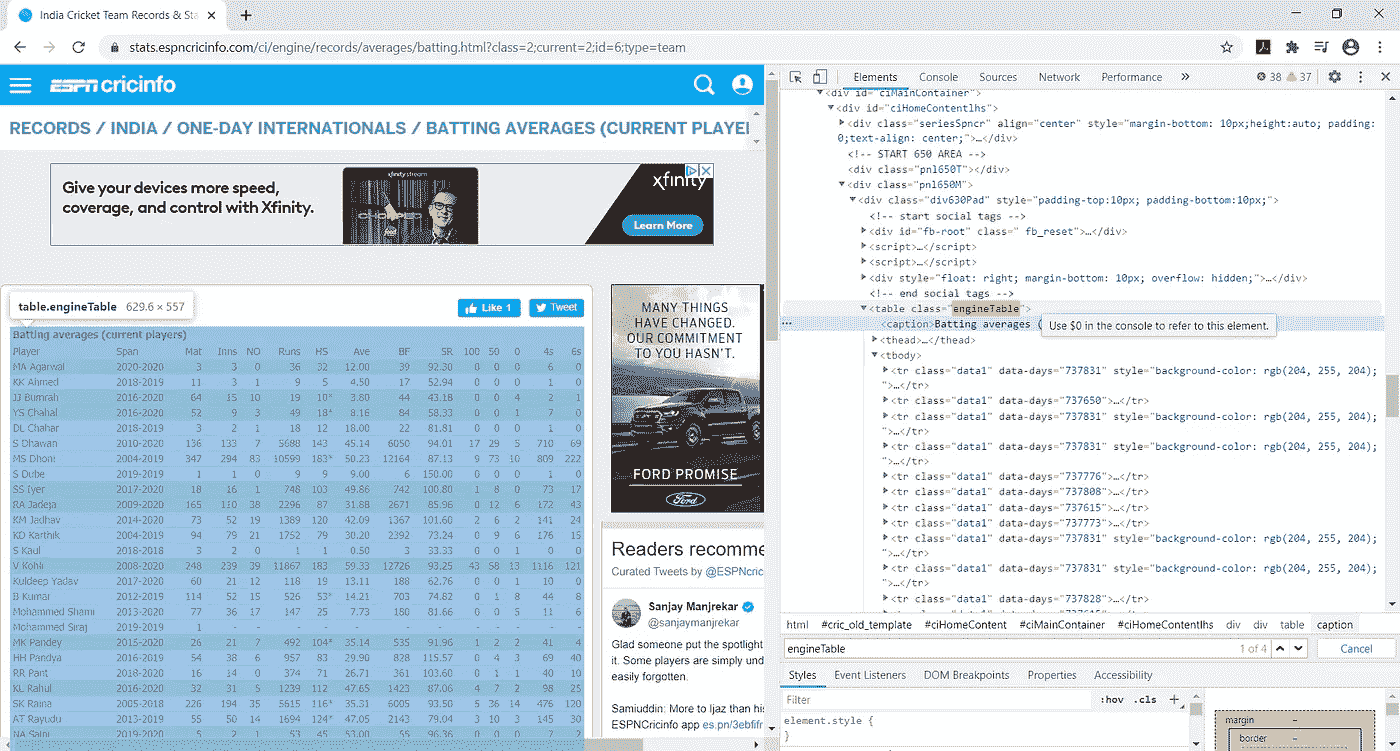 India Cricket Team Records & Sta
stats.espncricinfo.com/ci/engine/records/averages/batting.html?class=2;current=2;id=6;type=team
ESPN cricinfo
RECORDS / INDIA / ONE-DAY INTERNATIONALS / BATTING AVERAGES (CURRENT PLAYE
Give your devices more speed,
coverage, and control with Xfinity.
xfinity stream
xfinity
Learn More
table.engineTable 629.6 × 557
Like 1
Tweet
Batting averages (current players)
Player Span Mat Inns NO Runs HS Ave BF SR 100 50 0 4s 6s
MA Agarwal 2020-2020 3 3 0 36 32 12.00 39 92.30 0 0 0 6 0
KK Ahmed 2018-2019 11 3 1 9 5 4.50 17 52.94 0 0 0 1 0
JJ Bumrah 2016-2020 64 15 10 19 10* 3.80 44 43.18 0 0 4 2 1
YS Chahal 2016-2020 52 9 3 49 18* 8.16 84 58.33 0 0 1 7 0
DL Chahar 2018-2019 3 2 1 18 12 18.00 22 81.81 0 0 0 1 0
S Dhawan 2010-2020 136 133 7 5688 143 45.14 6050 94.01 17 29 5 710 69
MS Dhoni 2004-2019 347 294 83 10599 183* 50.23 12164 87.13 9 73 10 809 222
S Dube 2019-2019 1 1 0 9 9 9.00 6 150.00 0 0 0 1 0
SS Iyer 2017-2020 18 16 1 748 103 49.86 742 100.80 1 8 0 73 17
RA Jadeja 2009-2020 165 110 38 2296 87 31.88 2671 85.96 0 12 6 172 43
KM Jadhav 2014-2020 73 52 19 1389 120 42.09 1367 101.60 2 6 2 141 24
KD Karthik 2004-2019 94 79 21 1752 79 30.20 2392 73.24 0 9 6 176 15
S Kaul 2018-2018 3 2 0 1 1 0.50 3 33.33 0 0 1 0 0
V Kohli 2008-2020 248 239 39 11867 183 59.33 12726 93.25 43 58 13 1116 121
Kuldeep Yadav 2017-2020 60 21 12 118 19 13.11 188 62.76 0 0 1 10 0
B Kumar 2012-2019 114 52 15 526 53* 14.21 703 74.82 0 1 8 44 8
Mohammed Shami 2013-2020 77 36 17 147 25 7.73 180 81.66 0 0 5 11 6
Mohammed Siraj 2019-2019 1 - - - - - - - - - - - -
MK Pandey 2015-2020 26 21 7 492 104* 35.14 535 91.96 1 2 2 41 4
HH Pandya 2016-2019 54 38 6 957 83 29.90 828 115.57 0 4 3 69 40
RR Pant 2018-2020 16 14 0 374 71 26.71 361 103.60 0 1 1 40 10
KL Rahul 2016-2020 32 31 5 1239 112 47.65 1423 87.06 4 7 2 98 25
SK Raina 2005-2018 226 194 35 5615 116* 35.31 6005 93.50 5 36 14 476 120
AT Rayudu 2013-2019 55 50 14 1694 124* 47.05 2143 79.04 3 10 3 145 30
NA Saini 2019-2020 5 2 1 53 45 53.00 55 96.36 0 0 0 7 2
MANY THINGS
HAVE CHANGED.
OUR COMMITMENT
TO YOU HASN'T.
FORD PROMISE
Ford
Readers recomme
Curated Tweets by @ESPNcric
Sanjay Manjrekar
@sanjaymanjrekar
Glad someone put the spotlight
it. Some players are simply und
easily forgotten.
Samiuddin: More to Ijaz than his
ESPNCricinfo app es.pn/3ebfifr
Elements Console Sources Network Performance » 38 37
<div id="ciMainContainer">
<div id="ciHomeContentlhs">
<div class="seriesSpncr" align="center" style="margin-bottom: 10px;height:auto; padding:
0;text-align: center;">…</div>
<!-- START 650 AREA -->
<div class="pnl650T"></div>
<div class="pnl650M">
<div class="div630Pad" style="padding-top:10px; padding-bottom:10px;">
<!-- start social tags -->
<div id="fb-root" class=" fb_reset">…</div>
<script>…</script>
<script>…</script>
<div style="float: right; margin-bottom: 10px; overflow: hidden;">…</div>
<!-- end social tags -->
<table class="engineTable">
<caption>Batting averages (
Use $0 in the console to refer to this element.
<thead>…</thead>
<tbody>
<tr class="data1" data-days="737831" style="background-color: rgb(204, 255, 204);
">…</tr>
<tr class="data1" data-days="737650">…</tr>
<tr class="data1" data-days="737831" style="background-color: rgb(204, 255, 204);
">…</tr>
<tr class="data1" data-days="737831" style="background-color: rgb(204, 255, 204);
">…</tr>
<tr class="data1" data-days="737776">…</tr>
<tr class="data1" data-days="737808">…</tr>
<tr class="data1" data-days="737615">…</tr>
<tr class="data1" data-days="737773">…</tr>
<tr class="data1" data-days="737831" style="background-color: rgb(204, 255, 204);
">…</tr>
<tr class="data1" data-days="737831" style="background-color: rgb(204, 255, 204);
">…</tr>
<tr class="data1" data-days="737828">…</tr>
html #cric_old_template #ciHomeContent #ciMainContainer #ciHomeContentlhs div div table caption
engineTable 1 of 4 Cancel
Styles Event Listeners DOM Breakpoints Properties Accessibility
Filter :hov .cls +
element.style {
}
margin –
border –